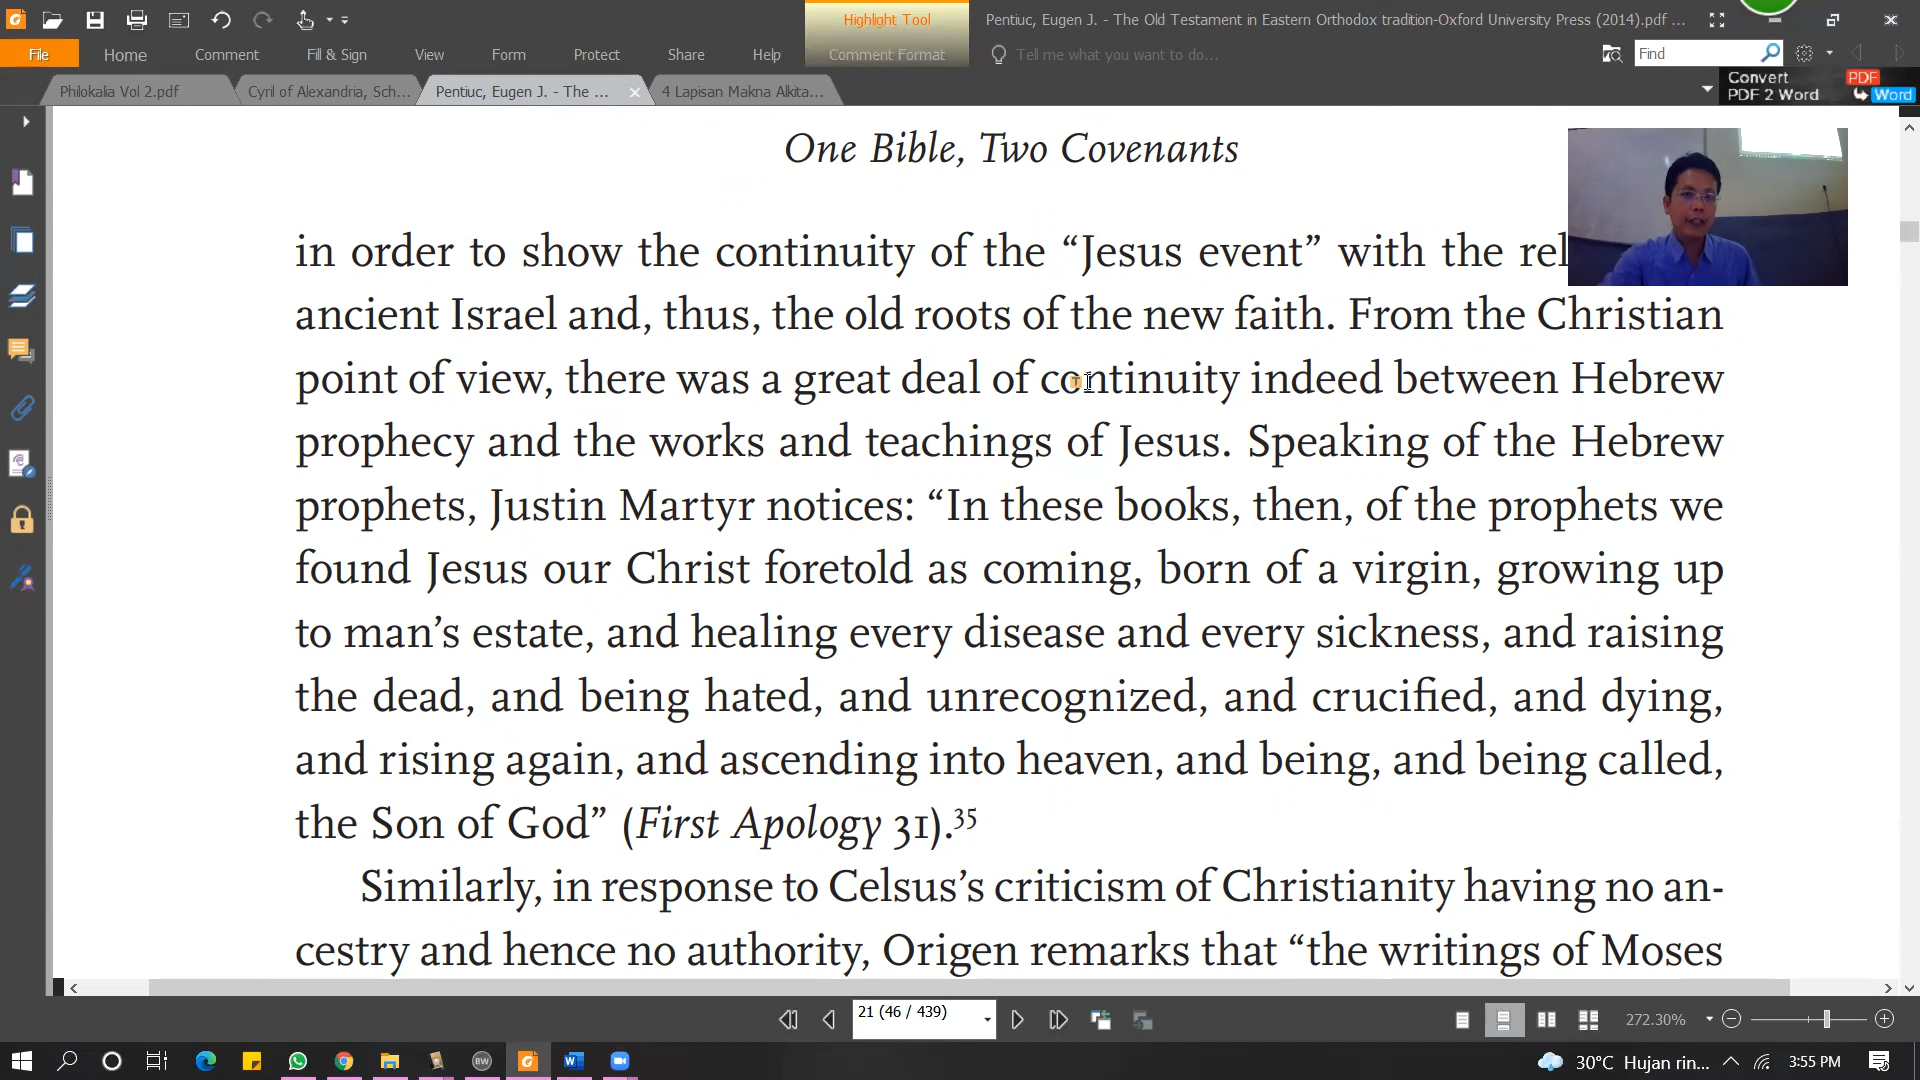 Highlight Tool
Pentiuc, Eugen J. - The Old Testament in Eastern Orthodox tradition-Oxford University Press (2014).pdf ...
File Home Comment Fill & Sign View Form Protect Share Help Comment Format Tell me what you want to do... Find
Philokalia Vol 2.pdf Cyril of Alexandria, Sch... Pentiuc, Eugen J. - The ... 4 Lapisan Makna Alkita...
Convert PDF
PDF 2 Word Word
One Bible, Two Covenants
in order to show the continuity of the “Jesus event” with the rel
ancient Israel and, thus, the old roots of the new faith. From the Christian
point of view, there was a great deal of continuity indeed between Hebrew
prophecy and the works and teachings of Jesus. Speaking of the Hebrew
prophets, Justin Martyr notices: “In these books, then, of the prophets we
found Jesus our Christ foretold as coming, born of a virgin, growing up
to man’s estate, and healing every disease and every sickness, and raising
the dead, and being hated, and unrecognized, and crucified, and dying,
and rising again, and ascending into heaven, and being, and being called,
the Son of God” (First Apology 31).35
Similarly, in response to Celsus’s criticism of Christianity having no an-
cestry and hence no authority, Origen remarks that “the writings of Moses
21 (46 / 439)
272.30%
BW
30°C Hujan rin...
3:55 PM